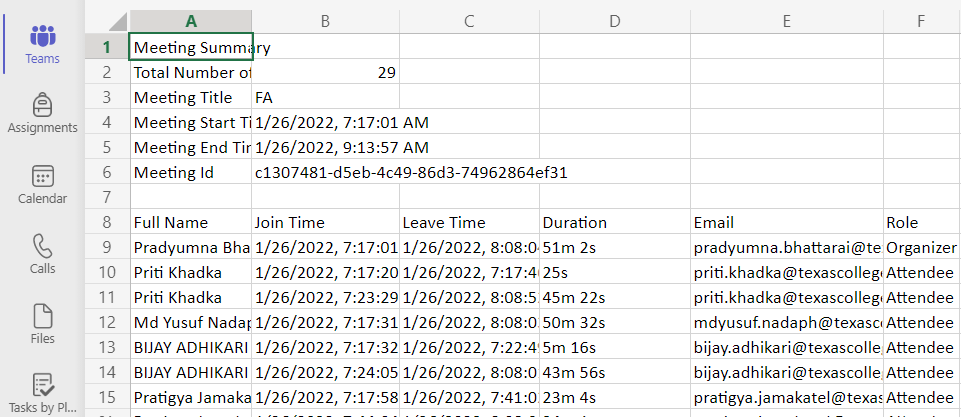 Teams
Assignments
Calendar
Calls
Files
Tasks by Pl...
A B C D E F
1 Meeting Summary
2 Total Number of 29
3 Meeting Title FA
4 Meeting Start Ti 1/26/2022, 7:17:01 AM
5 Meeting End Tim 1/26/2022, 9:13:57 AM
6 Meeting Id c1307481-d5eb-4c49-86d3-74962864ef31
7
8 Full Name Join Time Leave Time Duration Email Role
9 Pradyumna Bha 1/26/2022, 7:17:01 1/26/2022, 8:08:04 51m 2s pradyumna.bhattarai@te Organizer
10 Priti Khadka 1/26/2022, 7:17:20 1/26/2022, 7:17:4 25s priti.khadka@texascolleg Attendee
11 Priti Khadka 1/26/2022, 7:23:29 1/26/2022, 8:08:5 45m 22s priti.khadka@texascolleg Attendee
12 Md Yusuf Nadap 1/26/2022, 7:17:31 1/26/2022, 8:08:0 50m 32s mdyusuf.nadaph@texasc Attendee
13 BIJAY ADHIKARI 1/26/2022, 7:17:32 1/26/2022, 7:22:4 5m 16s bijay.adhikari@texascolle Attendee
14 BIJAY ADHIKARI 1/26/2022, 7:24:05 1/26/2022, 8:08:0 43m 56s bijay.adhikari@texascolle Attendee
15 Pratigya Jamaka 1/26/2022, 7:17:58 1/26/2022, 7:41:0 23m 4s pratigya.jamakatel@texas Attendee